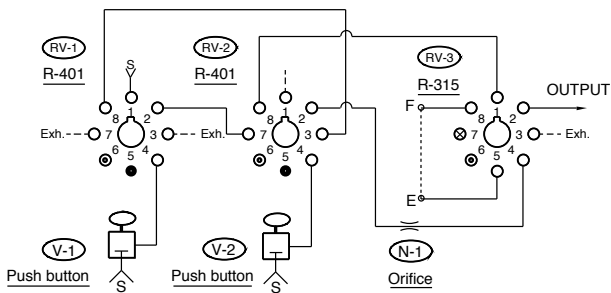 RV-1
R-401
S
RV-2
R-401
RV-3
R-315
OUTPUT
8 1 2
Exh. 7 3 Exh.
6 5 4
8 1 2
7 3
6 5 4
F
8 1 2
7 3 Exh.
6 5 4
E
V-1
Push button
S
V-2
Push button
S
N-1
Orifice